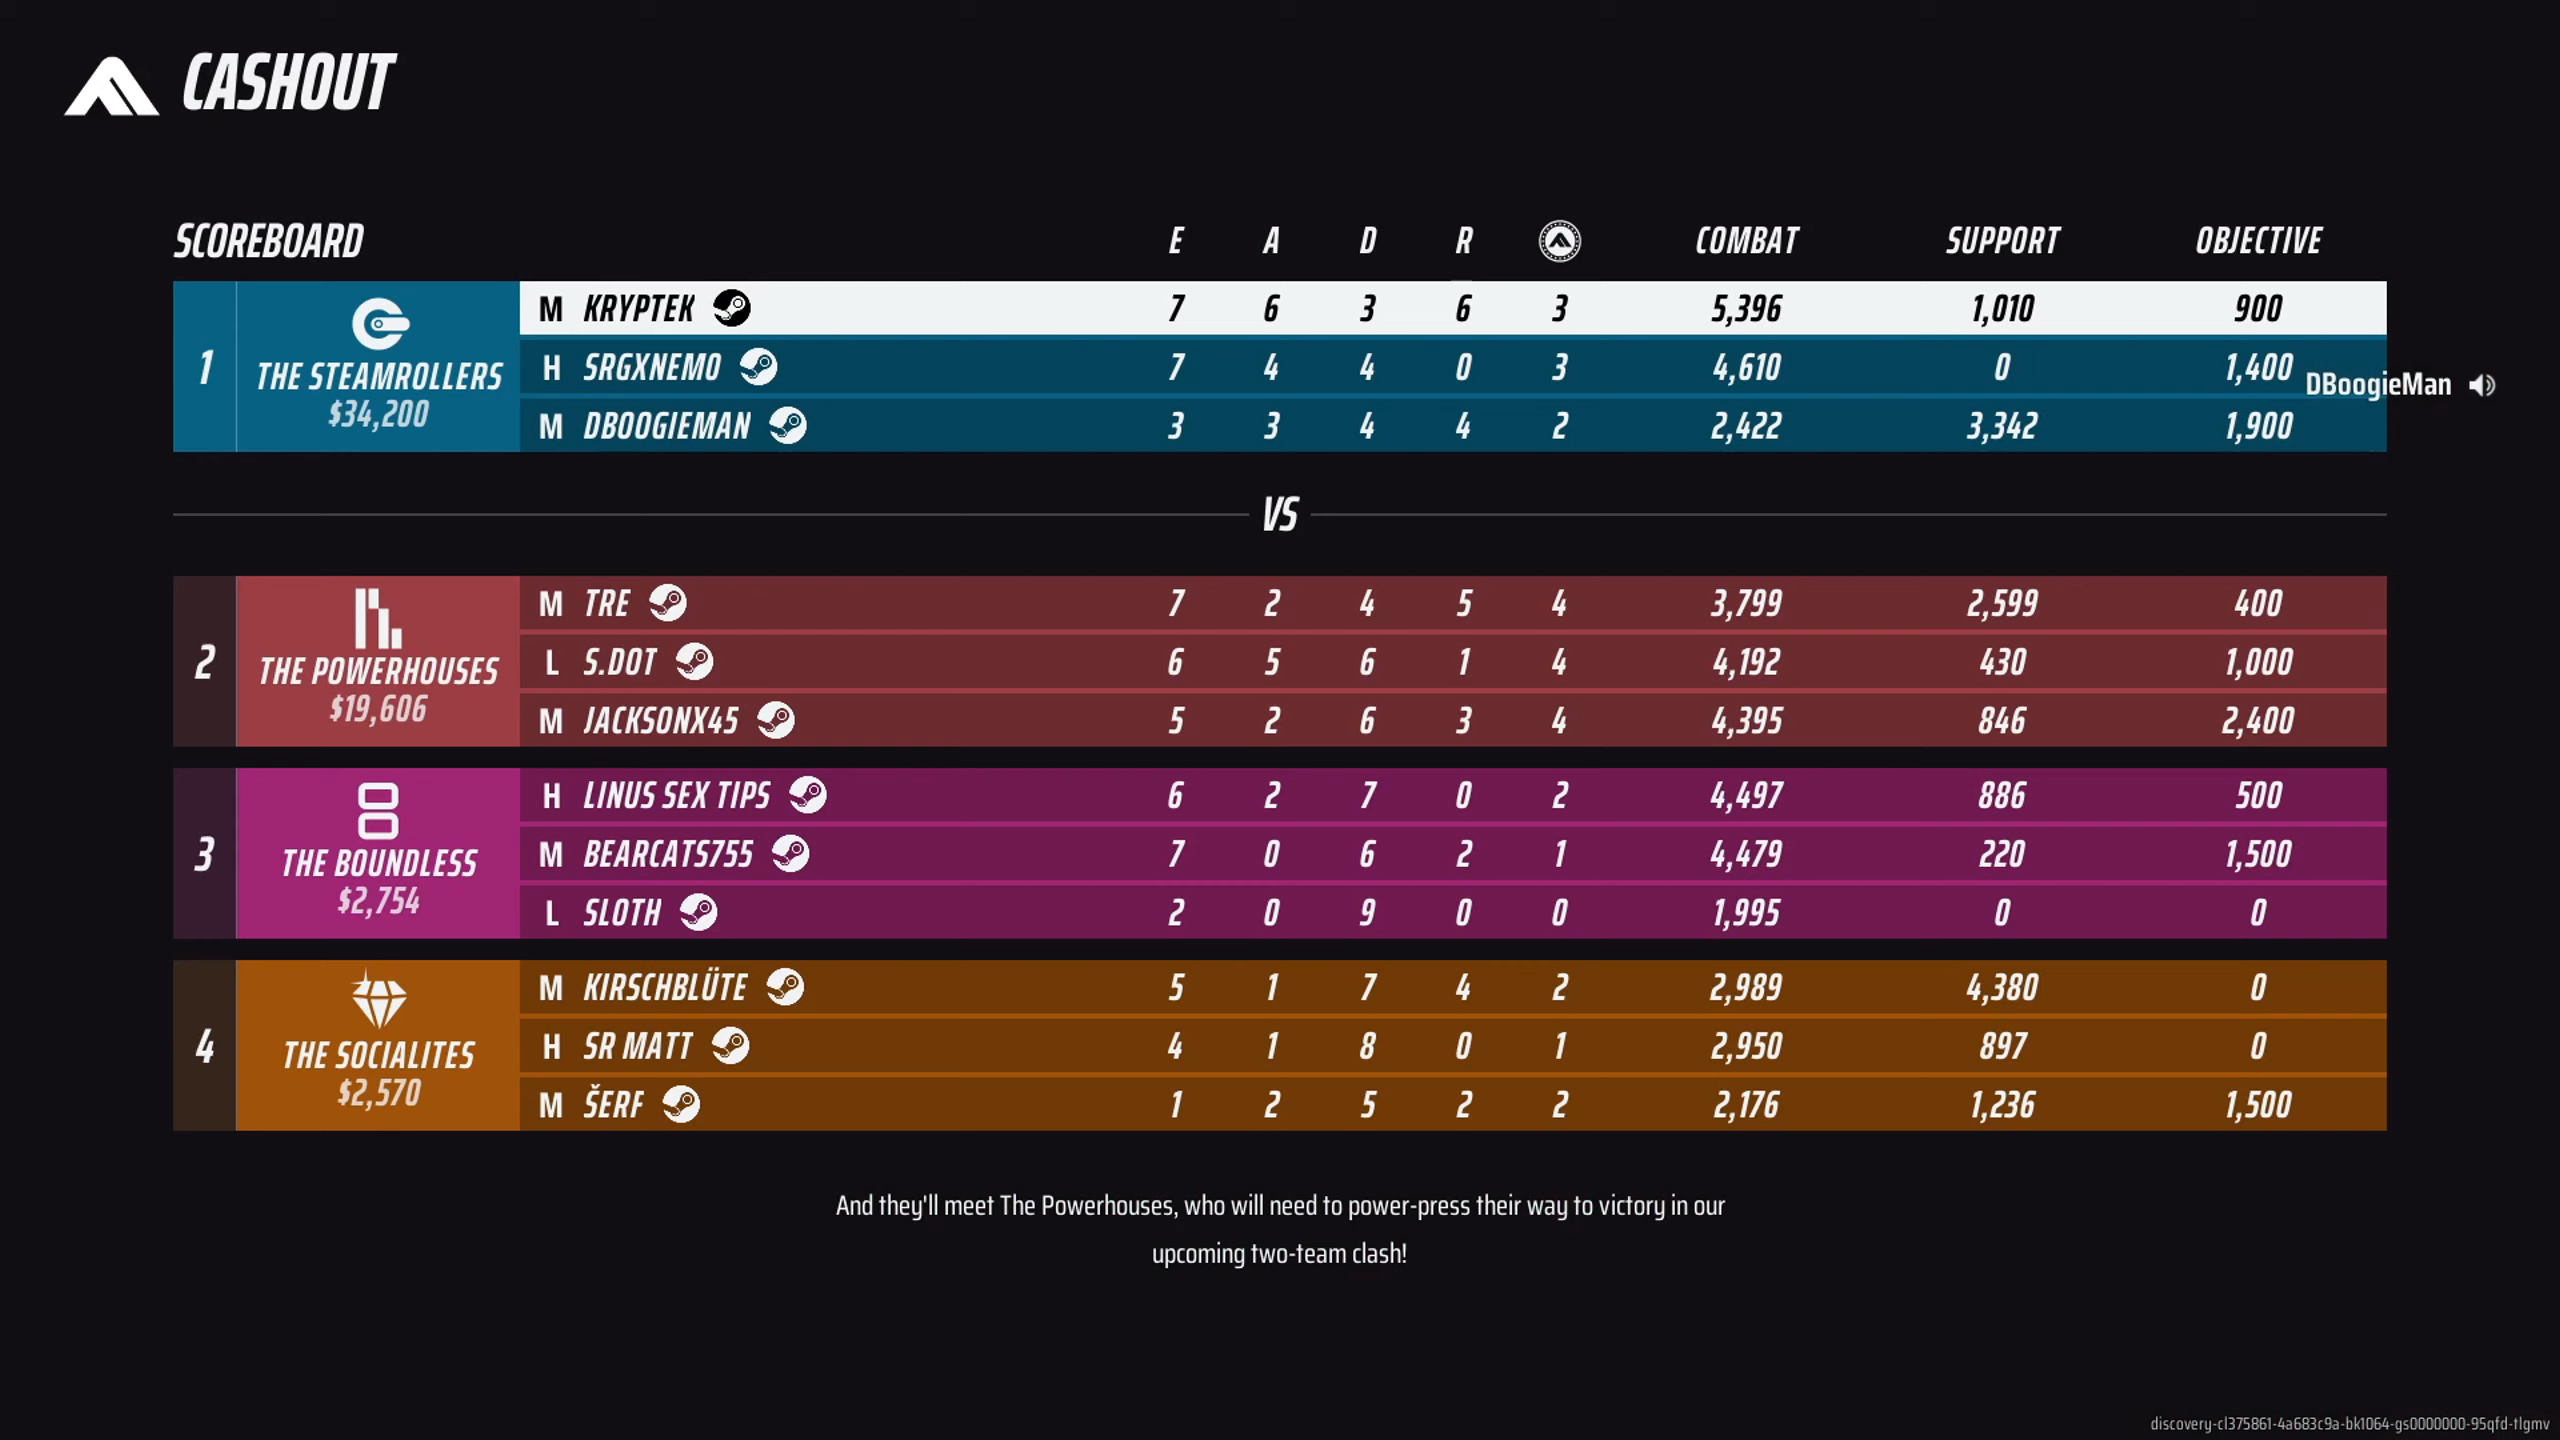 CASHOUT
SCOREBOARD E A D R COMBAT SUPPORT OBJECTIVE
1 THE STEAMROLLERS $34,200
M KRYPTEK 7 6 3 6 3 5,396 1,010 900
H SRGXNEMO 7 4 4 0 3 4,610 0 1,400
DBoogieMan
M DBOOGIEMAN 3 3 4 4 2 2,422 3,342 1,900
VS
2 THE POWERHOUSES $19,606
M TRE 7 2 4 5 4 3,799 2,599 400
L S.DOT 6 5 6 1 4 4,192 430 1,000
M JACKSONX45 5 2 6 3 4 4,395 846 2,400
3 THE BOUNDLESS $2,754
H LINUS SEX TIPS 6 2 7 0 2 4,497 886 500
M BEARCATS755 7 0 6 2 1 4,479 220 1,500
L SLOTH 2 0 9 0 0 1,995 0 0
4 THE SOCIALITES $2,570
M KIRSCHBLÜTE 5 1 7 4 2 2,989 4,380 0
H SR MATT 4 1 8 0 1 2,950 897 0
M ŠERF 1 2 5 2 2 2,176 1,236 1,500
And they'll meet The Powerhouses, who will need to power-press their way to victory in our
upcoming two-team clash!
discovery-cl375861-4a683c9a-bk1064-gs0000000-95qfd-tlgmv